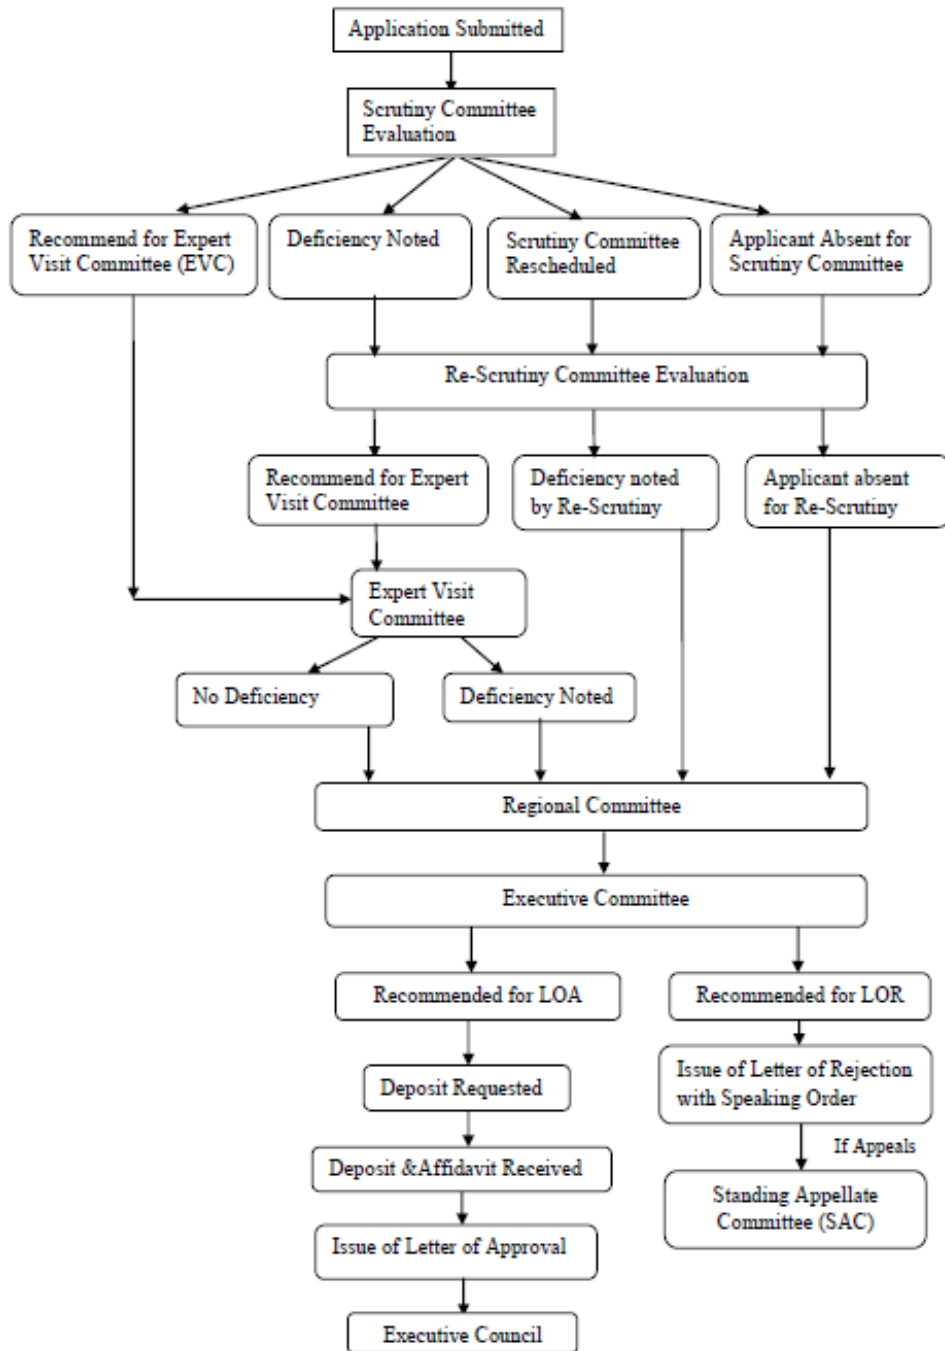 Application Submitted
Scrutiny Committee
Evaluation
Recommend for Expert
Visit Committee (EVC)
Deficiency Noted
Scrutiny Committee
Rescheduled
Applicant Absent for
Scrutiny Committee
Re-Scrutiny Committee Evaluation
Recommend for Expert
Visit Committee
Deficiency noted
by Re-Scrutiny
Applicant absent
for Re-Scrutiny
Expert Visit
Committee
No Deficiency
Deficiency Noted
Regional Committee
Executive Committee
Recommended for LOA
Recommended for LOR
Deposit Requested
Issue of Letter of Rejection
with Speaking Order
If Appeals
Deposit &Affidavit Received
Standing Appellate
Committee (SAC)
Issue of Letter of Approval
Executive Council